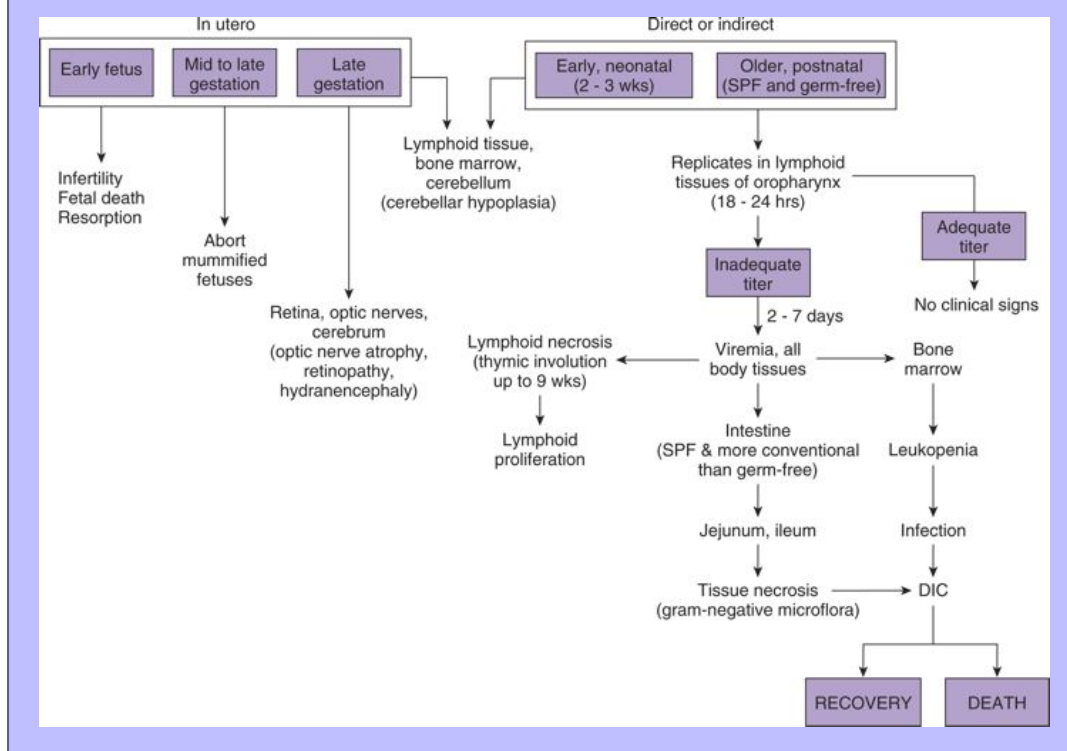 In utero
Early fetus
Mid to late
gestation
Late
gestation
Infertility
Fetal death
Resorption
Abort
mummified
fetuses
Retina, optic nerves,
cerebrum
(optic nerve atrophy,
retinopathy,
hydranencephaly)
Lymphoid tissue,
bone marrow,
cerebellum
(cerebellar hypoplasia)
Direct or indirect
Early, neonatal
(2 - 3 wks)
Older, postnatal
(SPF and germ-free)
Replicates in lymphoid
tissues of oropharynx
(18 - 24 hrs)
Adequate
titer
No clinical signs
Inadequate
titer
2 - 7 days
Viremia, all
body tissues
Lymphoid necrosis
(thymic involution
up to 9 wks)
Lymphoid
proliferation
Intestine
(SPF & more conventional
than germ-free)
Jejunum, ileum
Tissue necrosis
(gram-negative microflora)
Bone
marrow
Leukopenia
Infection
DIC
RECOVERY
DEATH